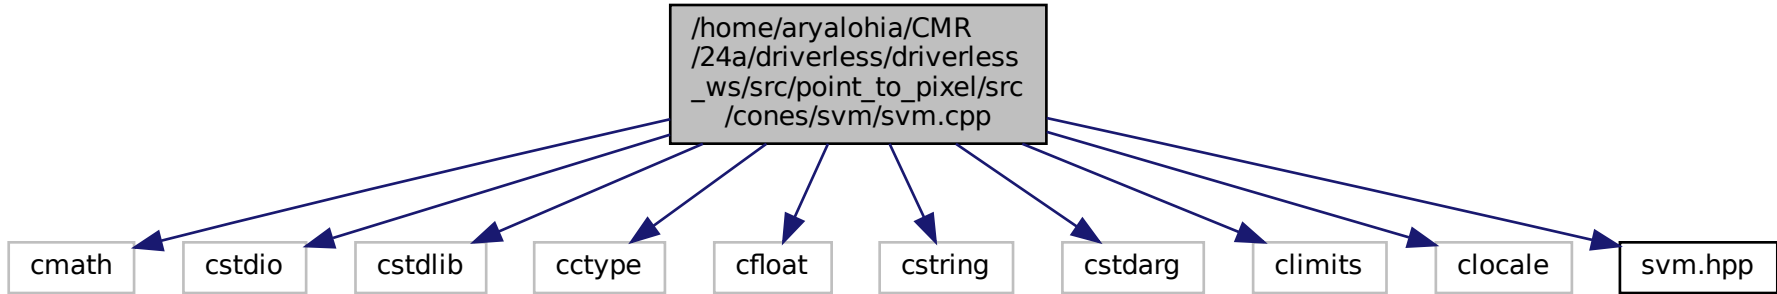 /home/aryalohia/CMR
/24a/driverless/driverless
_ws/src/point_to_pixel/src
/cones/svm/svm.cpp
cmath
cstdio
cstdlib
cctype
cfloat
cstring
cstdarg
climits
clocale
svm.hpp